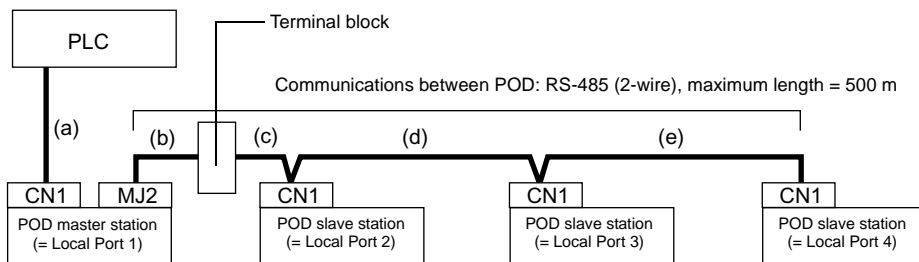 Terminal block
PLC
Communications between POD: RS-485 (2-wire), maximum length = 500 m
(a)
(b)
(c)
(d)
(e)
CN1
MJ2
CN1
CN1
CN1
POD master station
(= Local Port 1)
POD slave station
(= Local Port 2)
POD slave station
(= Local Port 3)
POD slave station
(= Local Port 4)